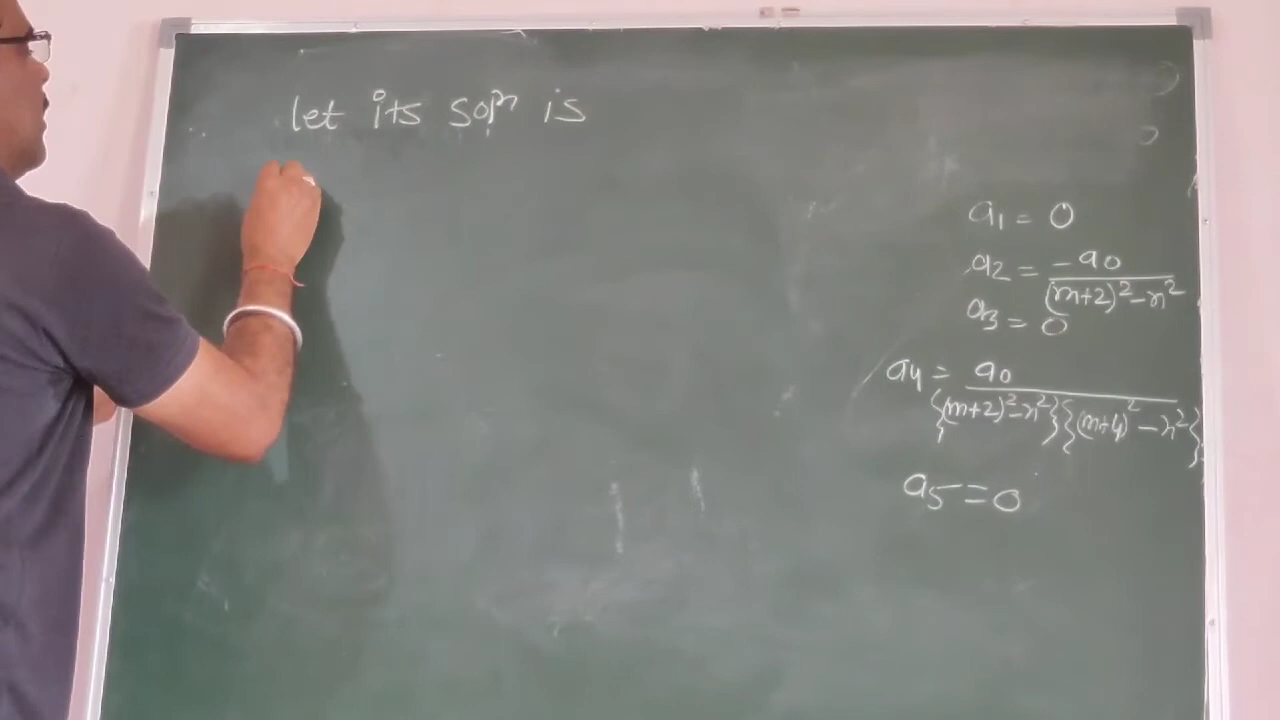 let its soln is
a₁ = 0
a₂ = -a₀ / (m+2)² - n²
a₃ = 0
a₄ = a₀ / {(m+2)² - n²}{(m+4)² - n²}
a₅ = 0